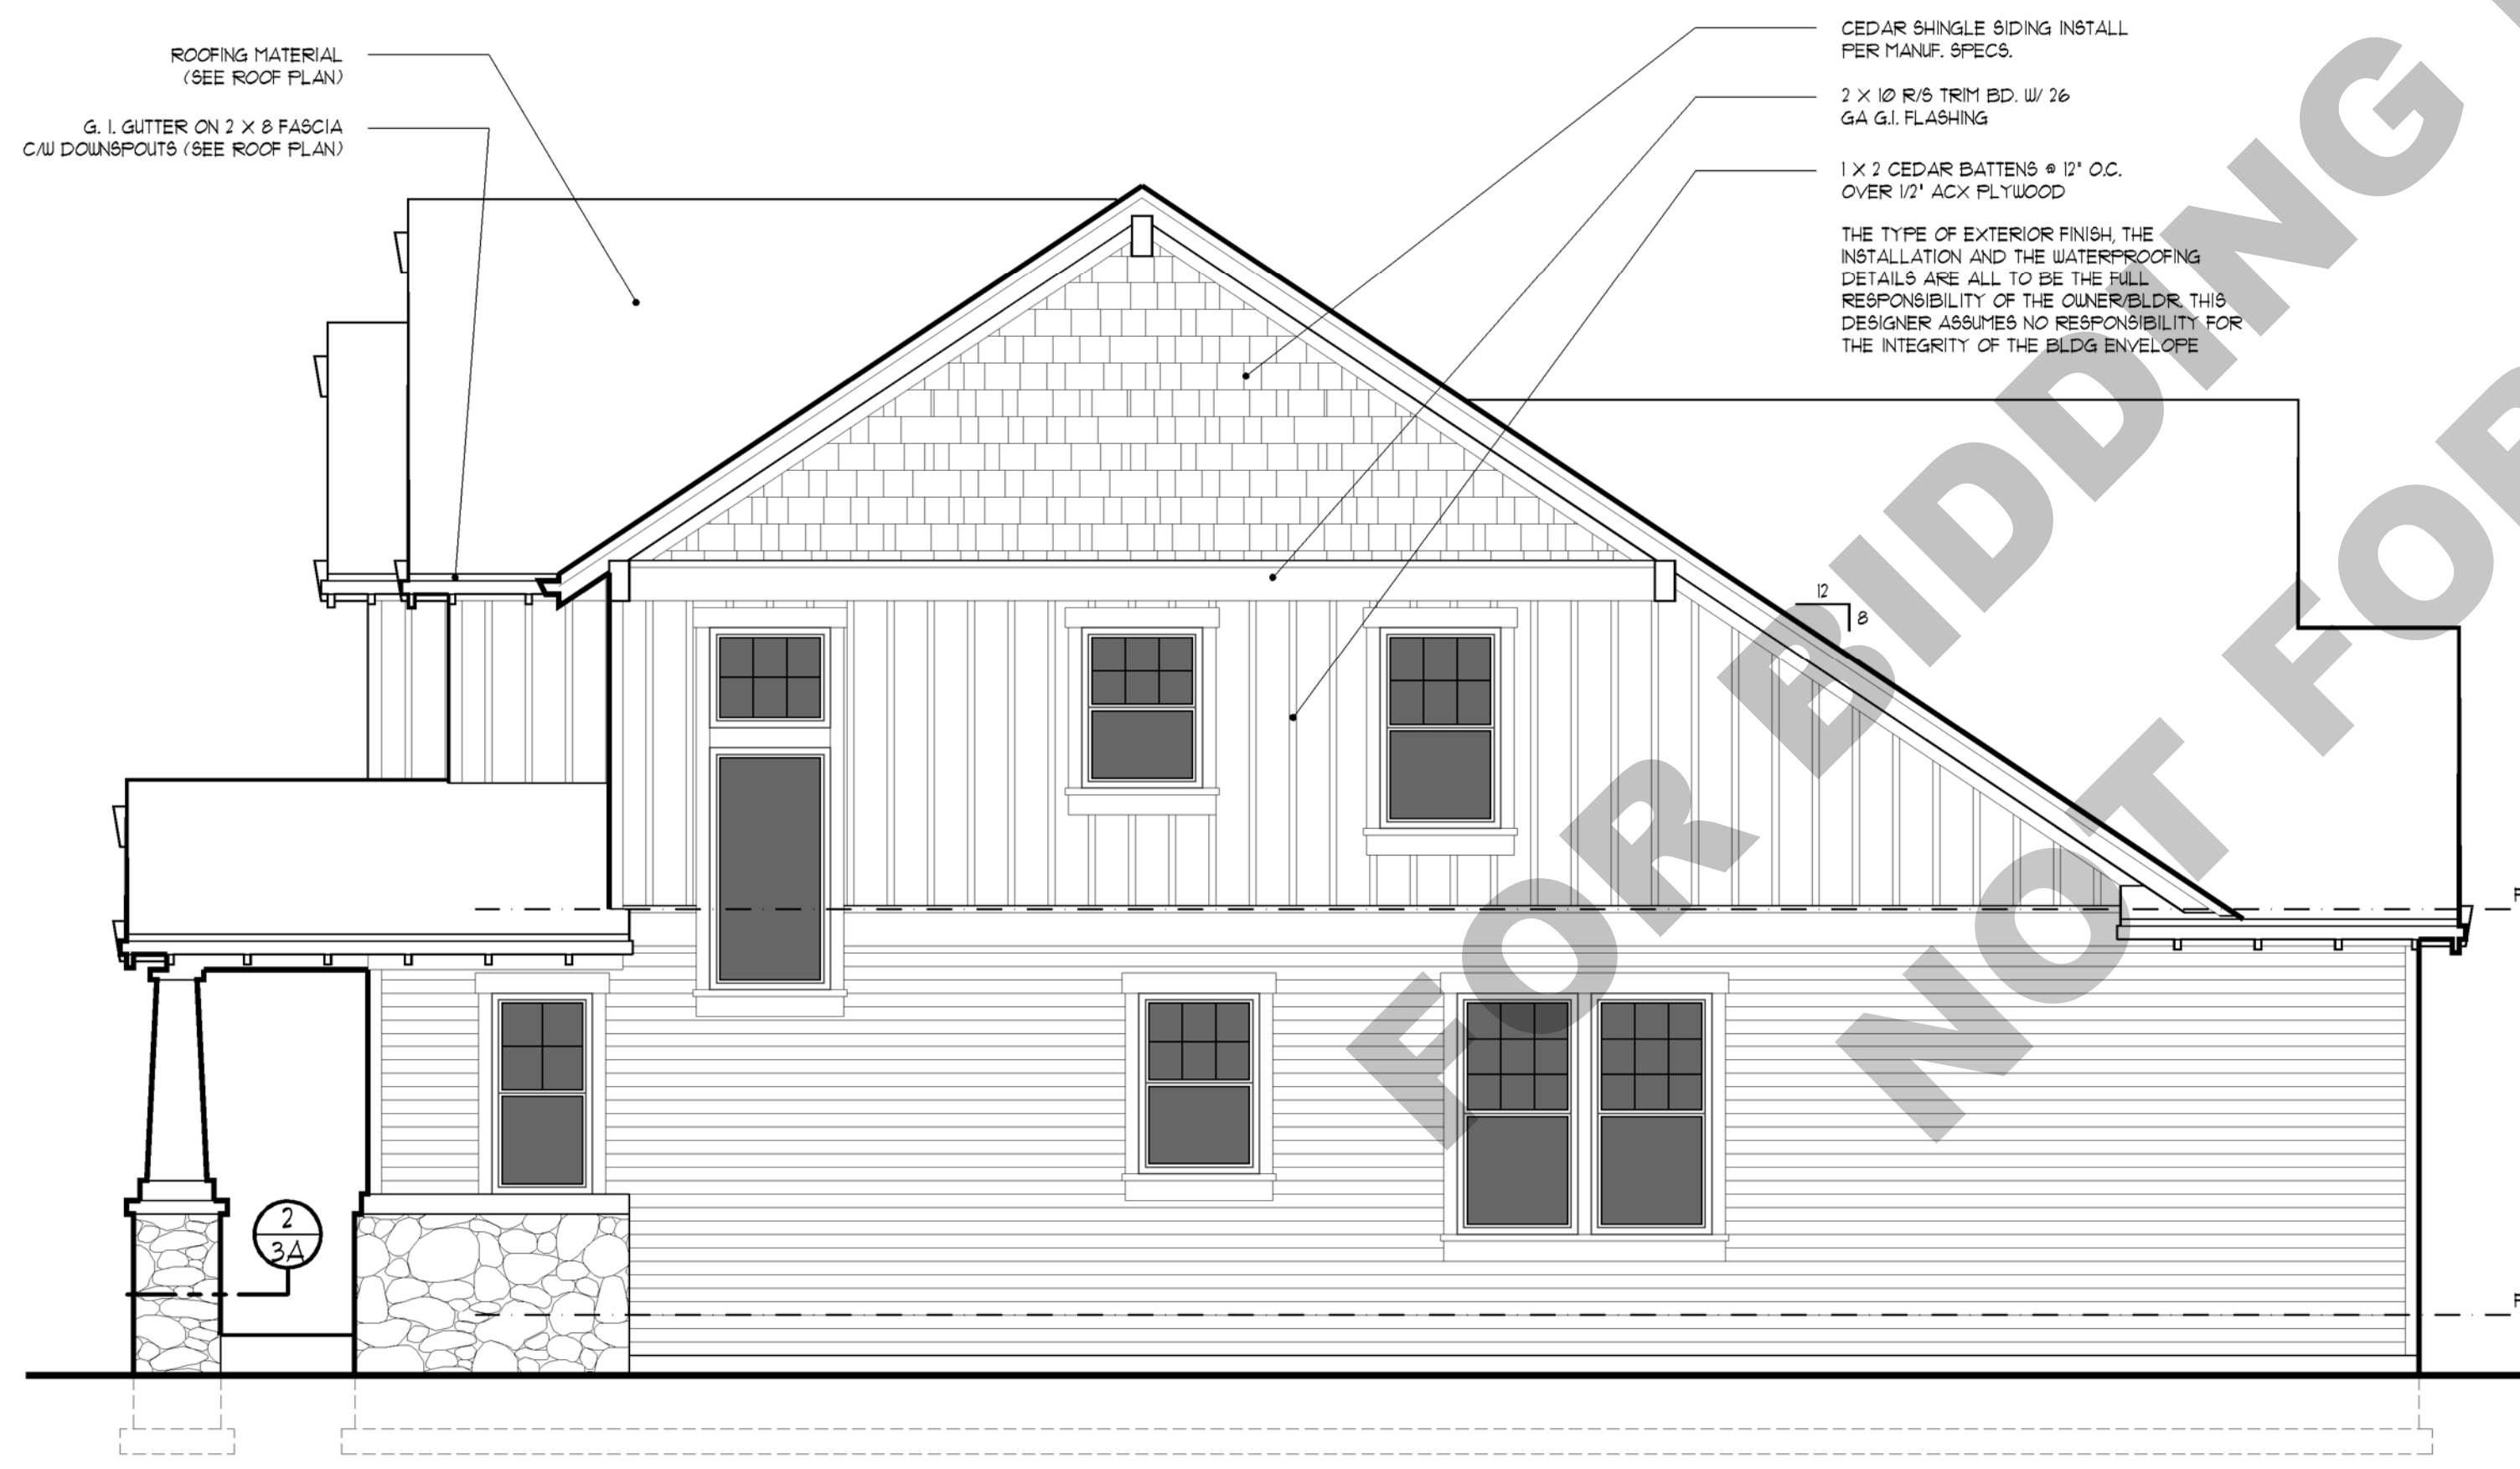 ROOFING MATERIAL
(SEE ROOF PLAN)
G. I. GUTTER ON 2 X 8 FASCIA
C/W DOWNSPOUTS (SEE ROOF PLAN)
CEDAR SHINGLE SIDING INSTALL
PER MANUF. SPECS.
2 X 10 R/S TRIM BD. W/ 26
GA G.I. FLASHING
1 X 2 CEDAR BATTENS @ 12" O.C.
OVER 1/2" ACX PLYWOOD
THE TYPE OF EXTERIOR FINISH, THE
INSTALLATION AND THE WATERPROOFING
DETAILS ARE ALL TO BE THE FULL
RESPONSIBILITY OF THE OWNER/BLDR. THIS
DESIGNER ASSUMES NO RESPONSIBILITY FOR
THE INTEGRITY OF THE BLDG ENVELOPE
12
8
2
3A
FOR BIDDING
NOT FOR